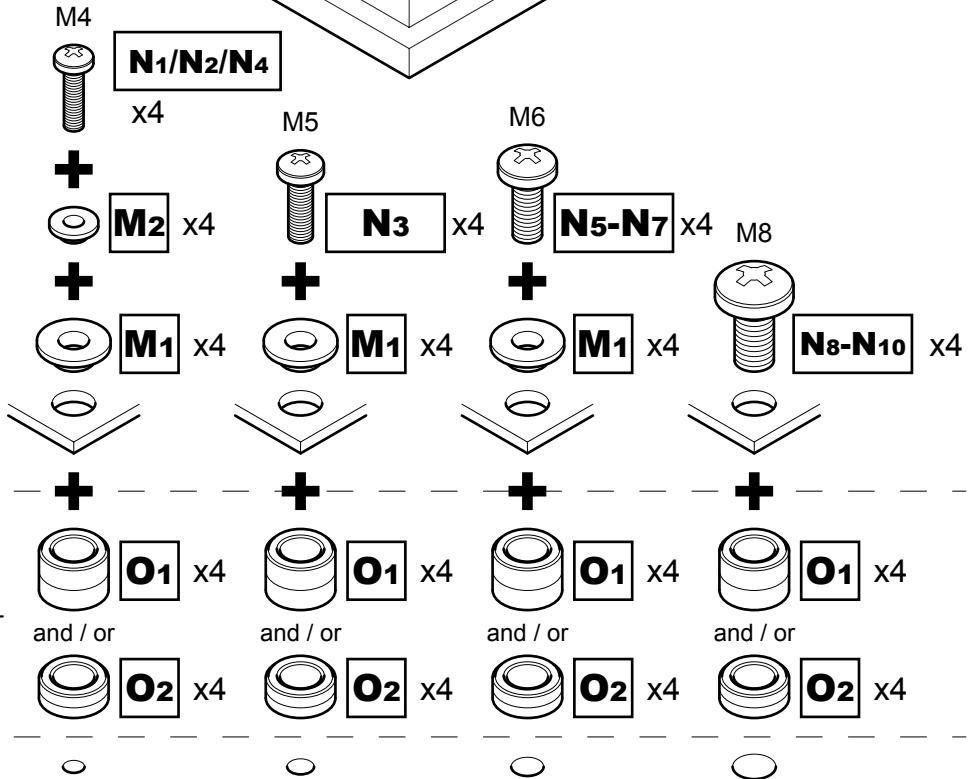 M4
N1/N2/N4
x4
M5
M6
M2 x4
N3 x4
N5-N7 x4
M8
M1 x4
M1 x4
M1 x4
N8-N10 x4
O1 x4
O1 x4
O1 x4
O1 x4
and / or
and / or
and / or
and / or
O2 x4
O2 x4
O2 x4
O2 x4